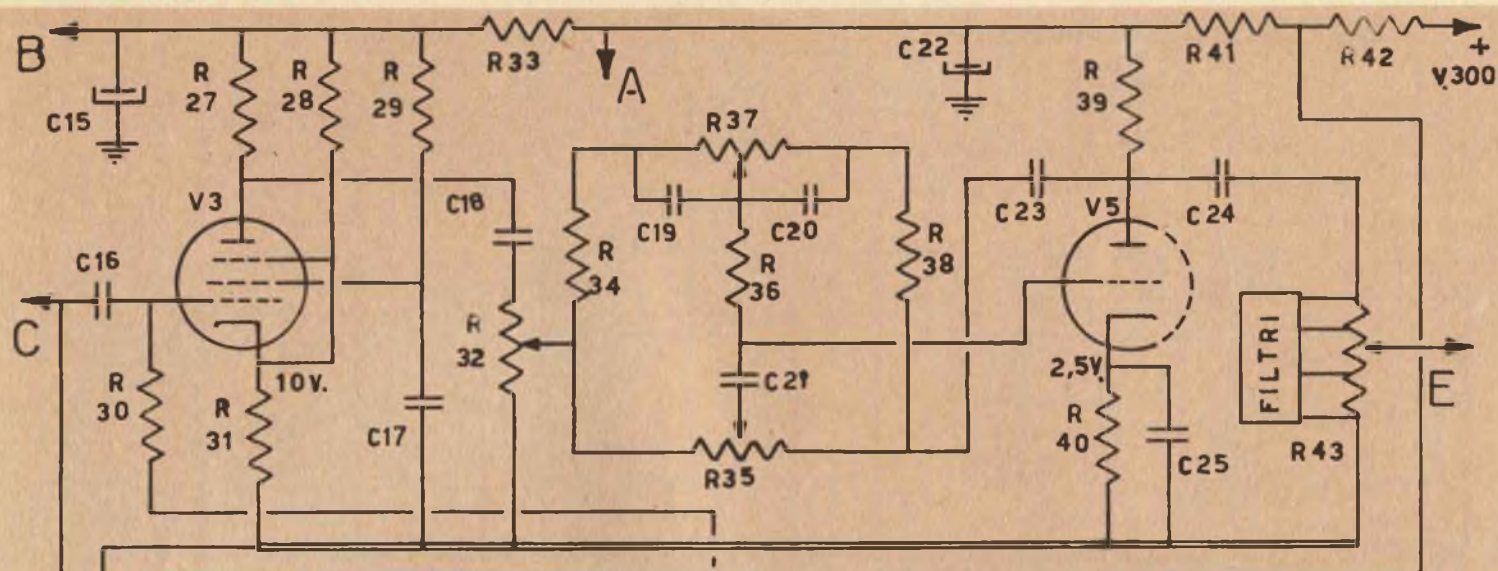 B
C15
R 27
R 28
R 29
R33
A
C22
R 39
R41
R42
+
V.300
R37
V3
C18
C19
C20
C23
V5
C24
C16
C
R 34
R 36
R 38
R 32
R 30
10V.
R 31
C17
C21
R35
2,5V.
R 40
C25
FILTRI
R43
E